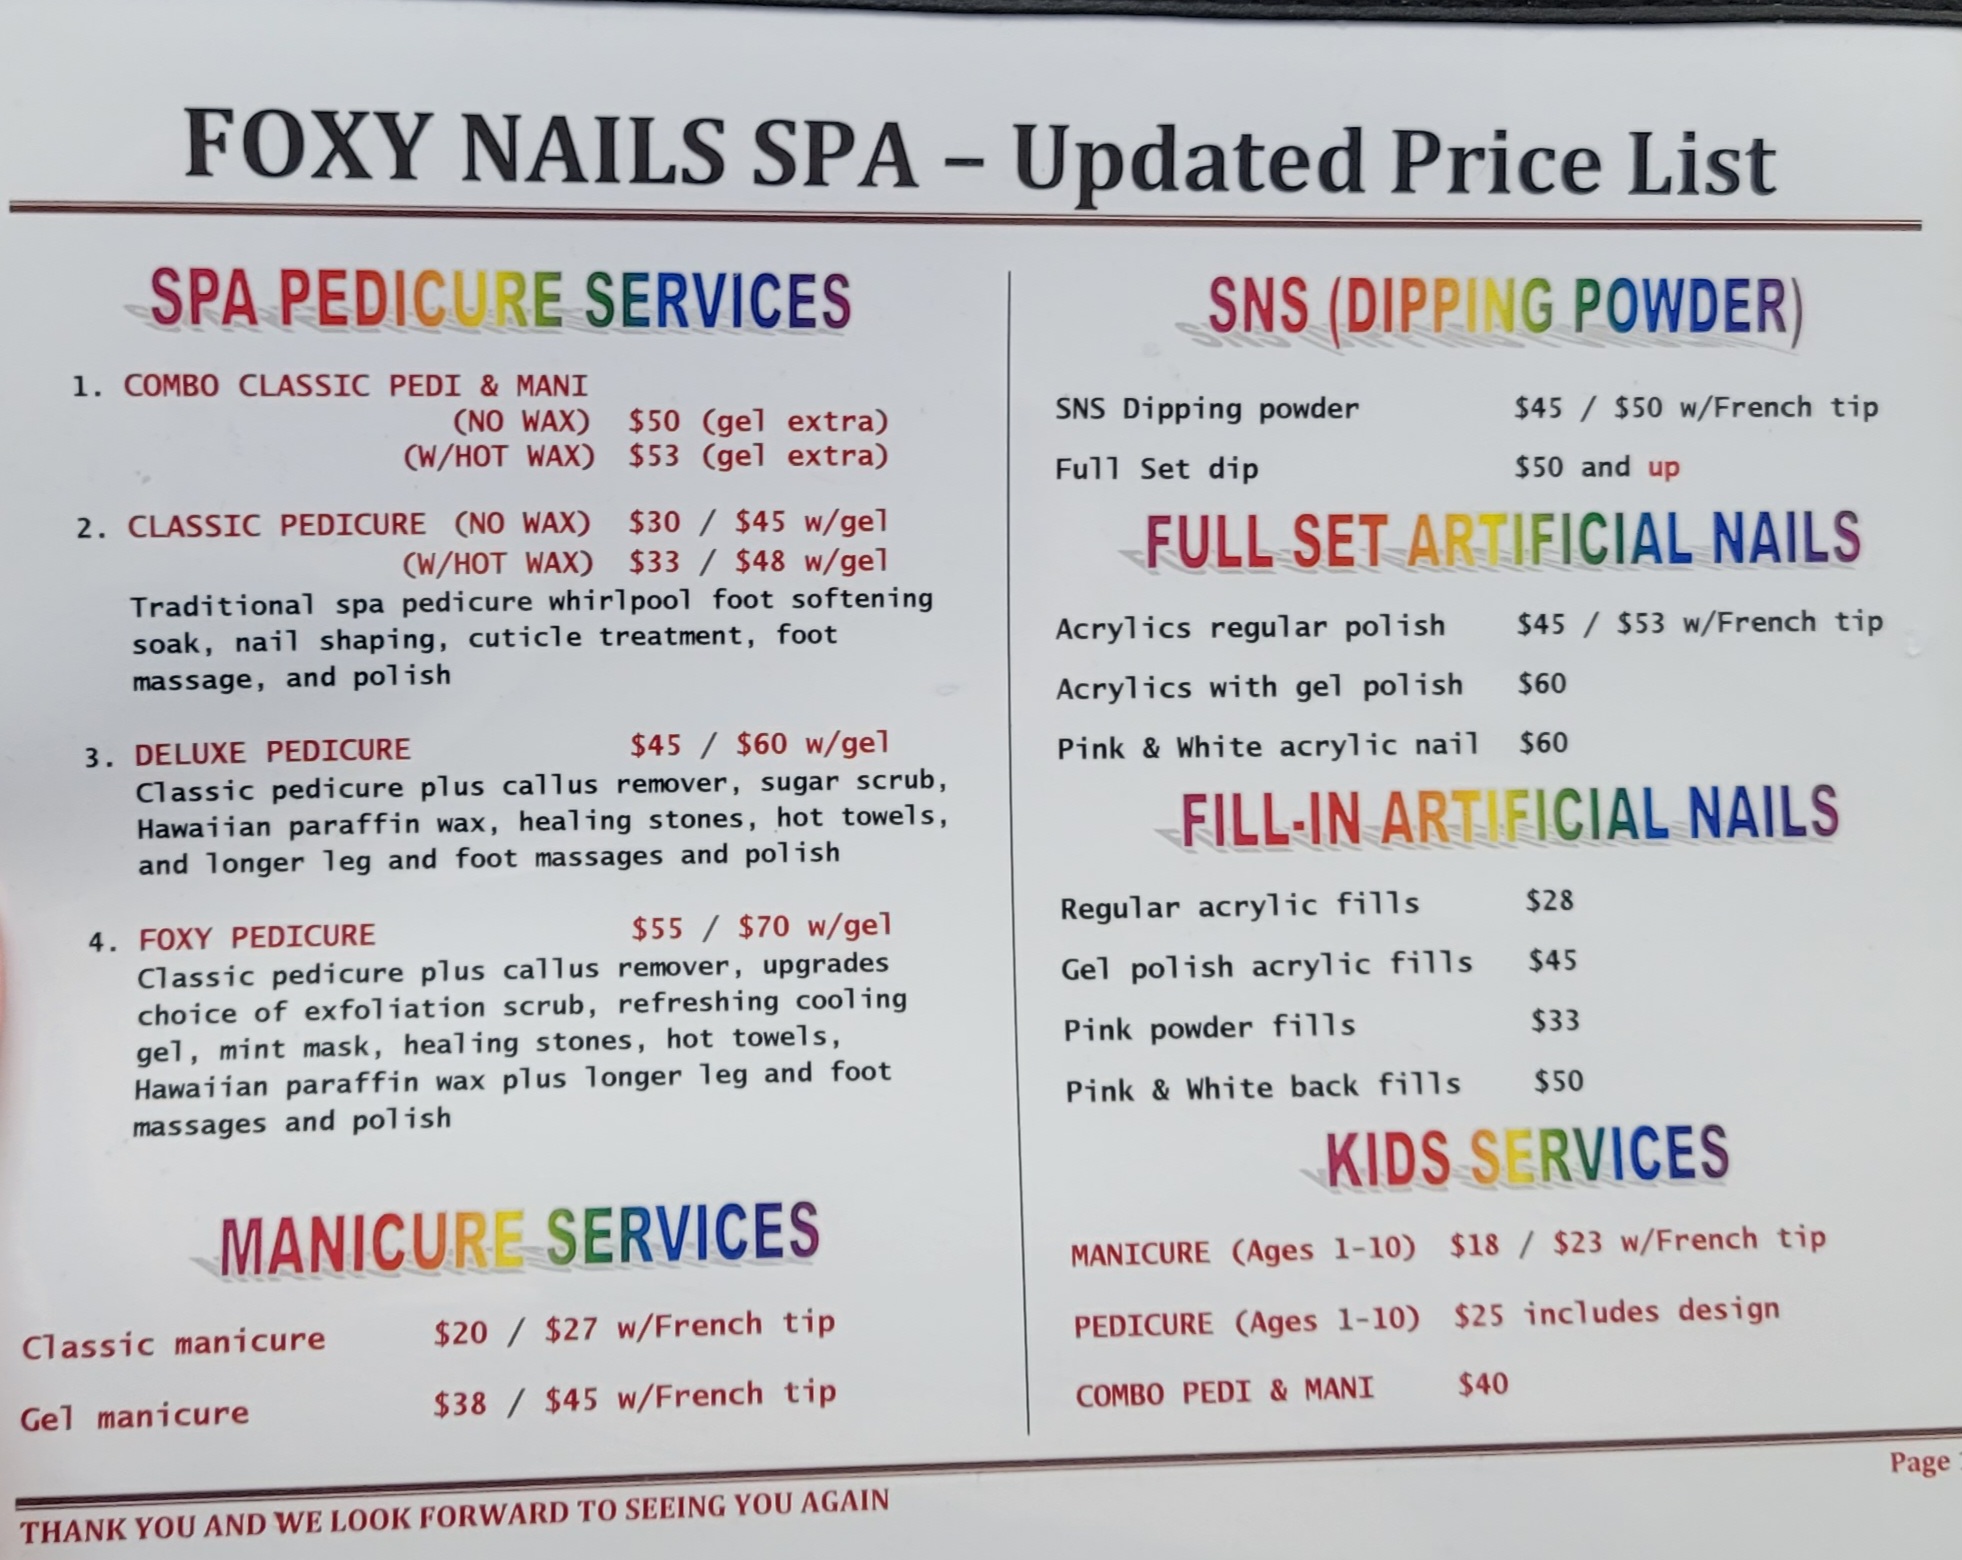 FOXY NAILS SPA – Updated Price List
SPA PEDICURE SERVICES
1. COMBO CLASSIC PEDI & MANI
(NO WAX) $50 (gel extra)
(W/HOT WAX) $53 (gel extra)
2. CLASSIC PEDICURE (NO WAX) $30 / $45 w/gel
(W/HOT WAX) $33 / $48 w/gel
Traditional spa pedicure whirlpool foot softening
soak, nail shaping, cuticle treatment, foot
massage, and polish
3. DELUXE PEDICURE $45 / $60 w/gel
Classic pedicure plus callus remover, sugar scrub,
Hawaiian paraffin wax, healing stones, hot towels,
and longer leg and foot massages and polish
4. FOXY PEDICURE $55 / $70 w/gel
Classic pedicure plus callus remover, upgrades
choice of exfoliation scrub, refreshing cooling
gel, mint mask, healing stones, hot towels,
Hawaiian paraffin wax plus longer leg and foot
massages and polish
MANICURE SERVICES
Classic manicure $20 / $27 w/French tip
Gel manicure $38 / $45 w/French tip
SNS (DIPPING POWDER)
SNS Dipping powder $45 / $50 w/French tip
Full Set dip $50 and up
FULL SET ARTIFICIAL NAILS
Acrylics regular polish $45 / $53 w/French tip
Acrylics with gel polish $60
Pink & White acrylic nail $60
FILL-IN ARTIFICIAL NAILS
Regular acrylic fills $28
Gel polish acrylic fills $45
Pink powder fills $33
Pink & White back fills $50
KIDS SERVICES
MANICURE (Ages 1-10) $18 / $23 w/French tip
PEDICURE (Ages 1-10) $25 includes design
COMBO PEDI & MANI $40
Page
THANK YOU AND WE LOOK FORWARD TO SEEING YOU AGAIN